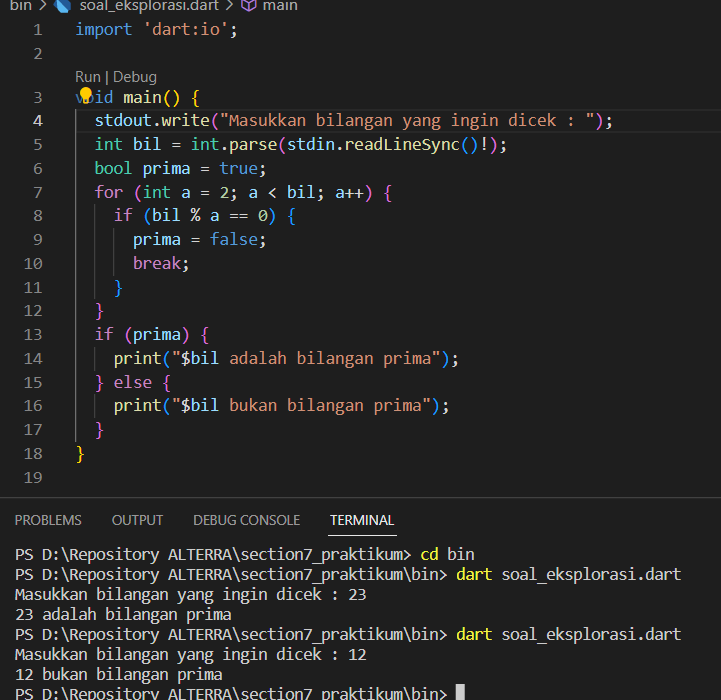 bin > soal_eksplorasi.dart > main
1 import 'dart:io';
2
Run | Debug
3 void main() {
4 stdout.write("Masukkan bilangan yang ingin dicek : ");
5 int bil = int.parse(stdin.readLineSync()!);
6 bool prima = true;
7 for (int a = 2; a < bil; a++) {
8 if (bil % a == 0) {
9 prima = false;
10 break;
11 }
12 }
13 if (prima) {
14 print("$bil adalah bilangan prima");
15 } else {
16 print("$bil bukan bilangan prima");
17 }
18 }
19
PROBLEMS OUTPUT DEBUG CONSOLE TERMINAL
PS D:\Repository ALTERRA\section7_praktikum> cd bin
PS D:\Repository ALTERRA\section7_praktikum\bin> dart soal_eksplorasi.dart
Masukkan bilangan yang ingin dicek : 23
23 adalah bilangan prima
PS D:\Repository ALTERRA\section7_praktikum\bin> dart soal_eksplorasi.dart
Masukkan bilangan yang ingin dicek : 12
12 bukan bilangan prima
PS D:\Repository ALTERRA\section7_praktikum\bin>